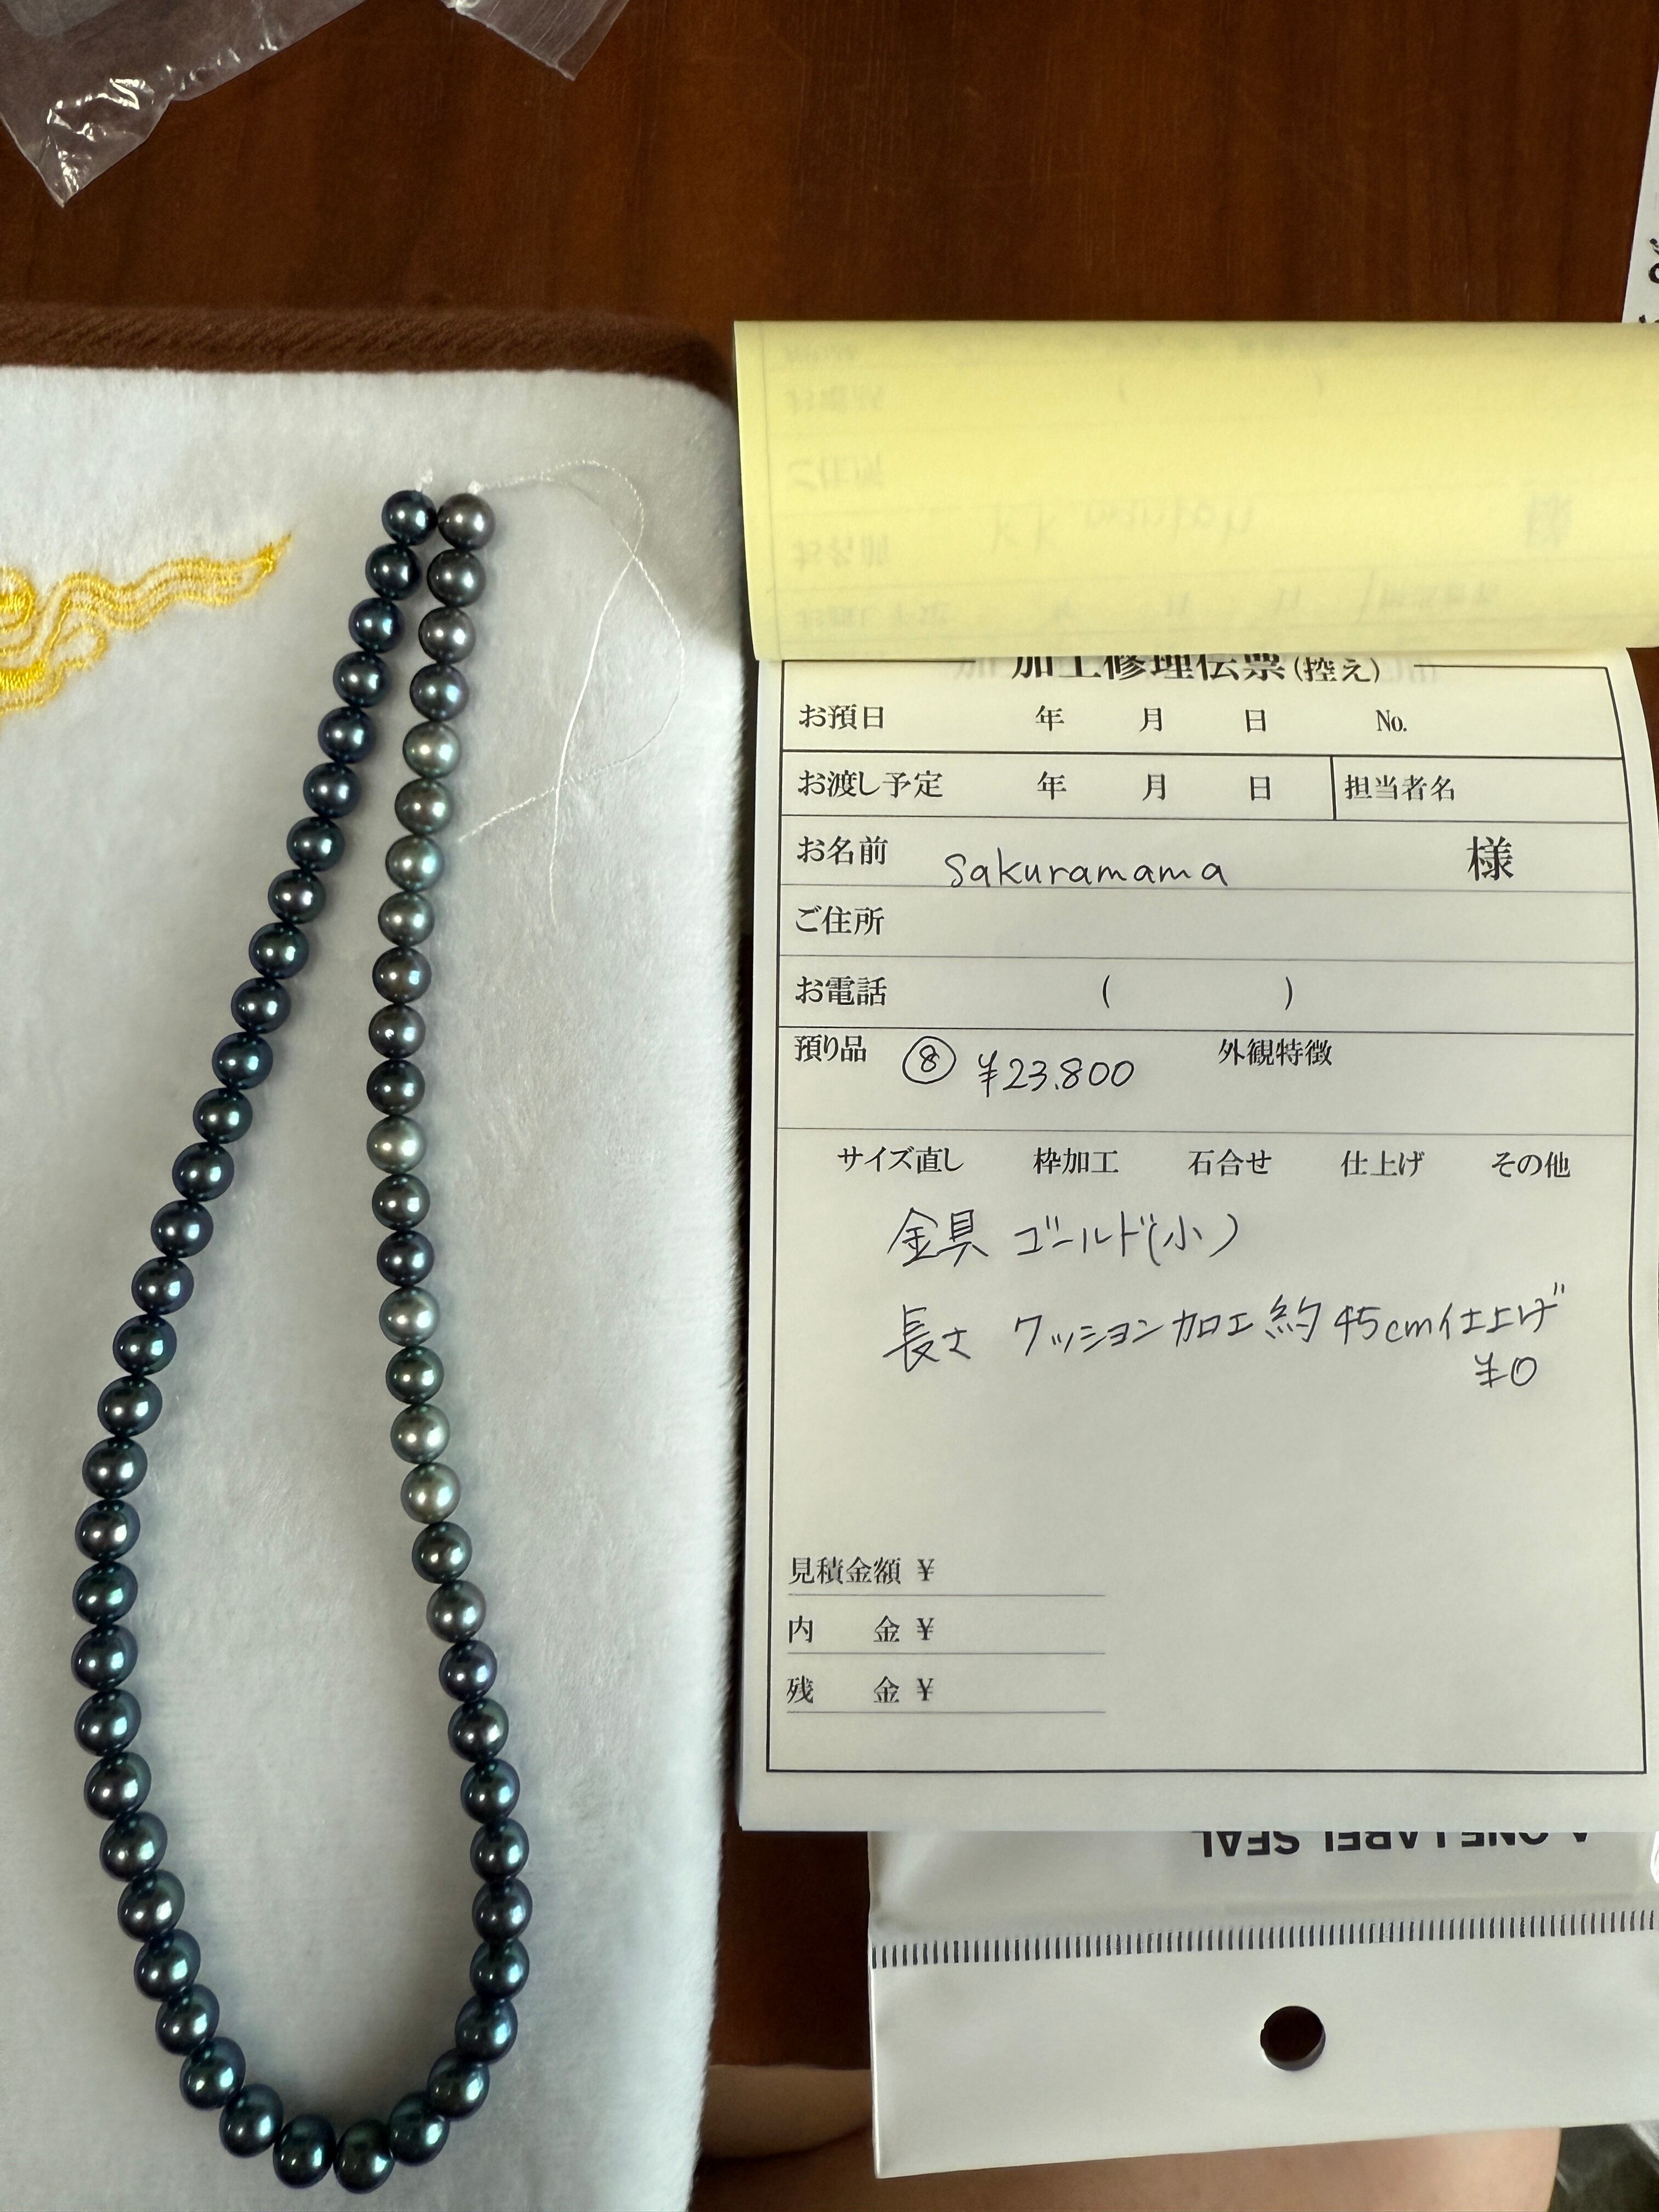 加工修理伝票(控え)
お預日 年 月 日 No.
お渡し予定 年 月 日 担当者名
お名前 Sakuramama 様
ご住所
お電話 ( )
預り品 ⑧ ¥23.800 外観特徴
サイズ直し 枠加工 石合せ 仕上げ その他
金具 ゴールド(小)
長さ クッション加工 約45cm仕上げ
¥0
見積金額 ¥
内 金 ¥
残 金 ¥
A-ONE LABEL SEAL